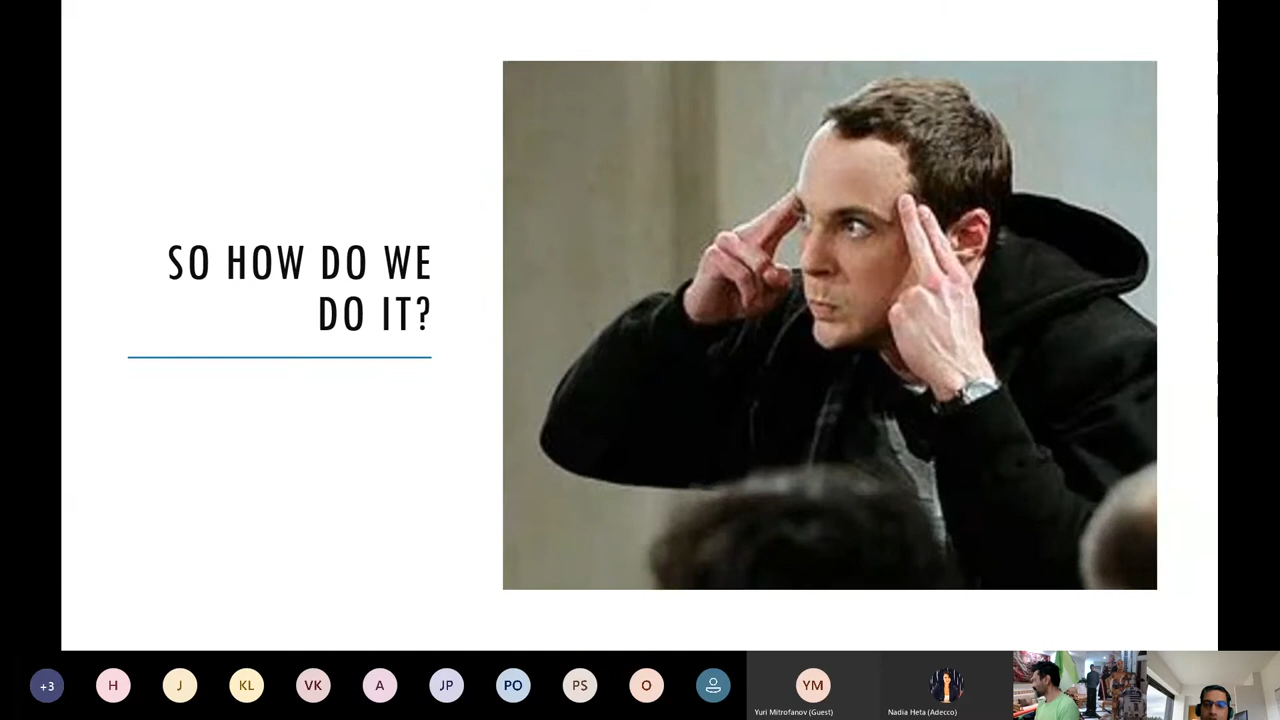 SO HOW DO WE
DO IT?
+3
H
J
KL
VK
A
JP
PO
PS
O
YM
Yuri Mitrofanov (Guest)
Nadia Heta (Adecco)